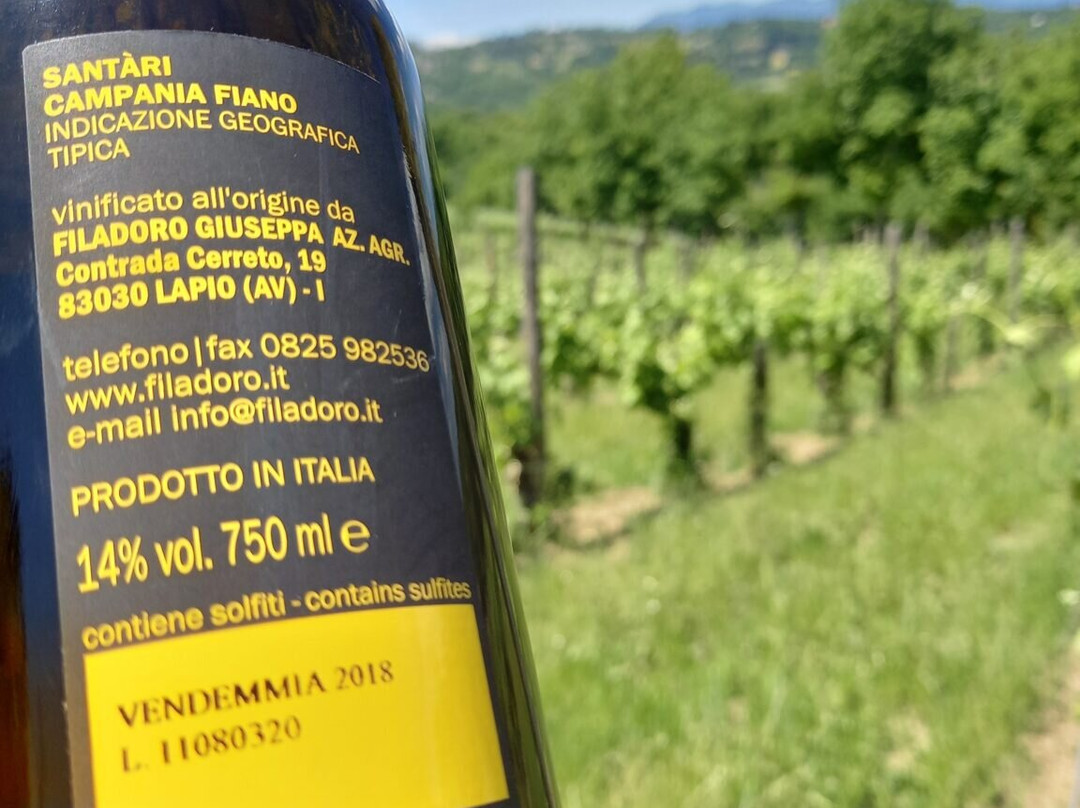 SANTÀRI
CAMPANIA FIANO
INDICAZIONE GEOGRAFICA
TIPICA
vinificato all'origine da
FILADORO GIUSEPPA AZ. AGR.
Contrada Cerreto, 19
83030 LAPIO (AV) - I
telefono|fax 0825 982536
www.filadoro.it
e-mail info@filadoro.it
PRODOTTO IN ITALIA
14% vol. 750 ml e
contiene solfiti - contains sulfites
VENDEMMIA 2018
L. 11080320